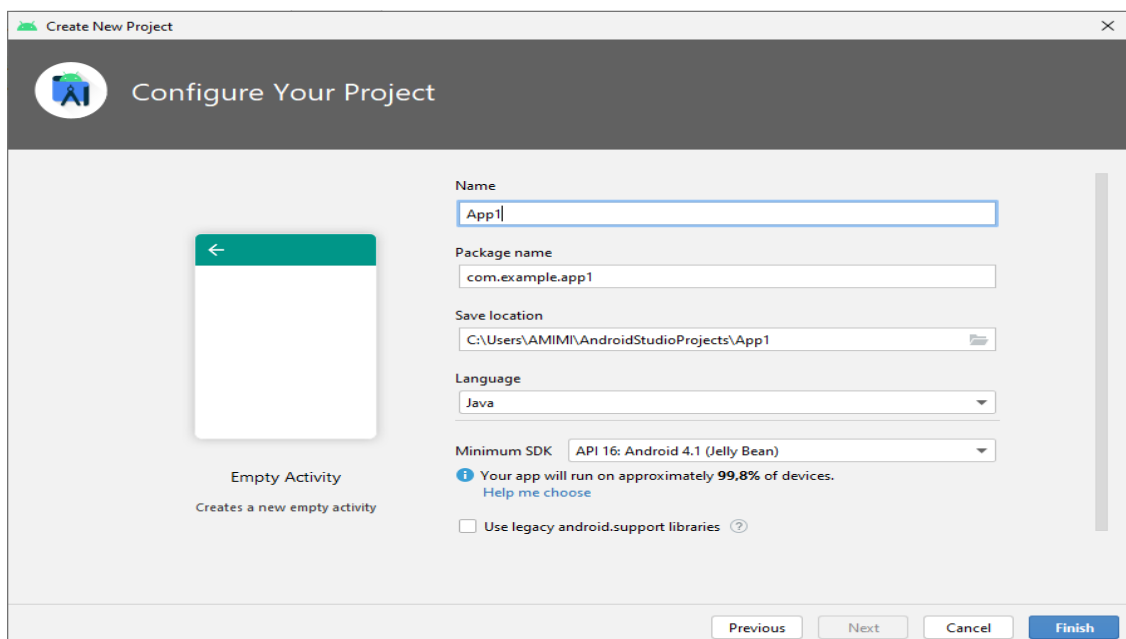 Create New Project
Configure Your Project
Name
App1
Package name
com.example.app1
Save location
C:\Users\AMIMI\AndroidStudioProjects\App1
Language
Java
Minimum SDK API 16: Android 4.1 (Jelly Bean)
Your app will run on approximately 99,8% of devices.
Help me choose
Use legacy android.support libraries ?
Empty Activity
Creates a new empty activity
Previous Next Cancel Finish